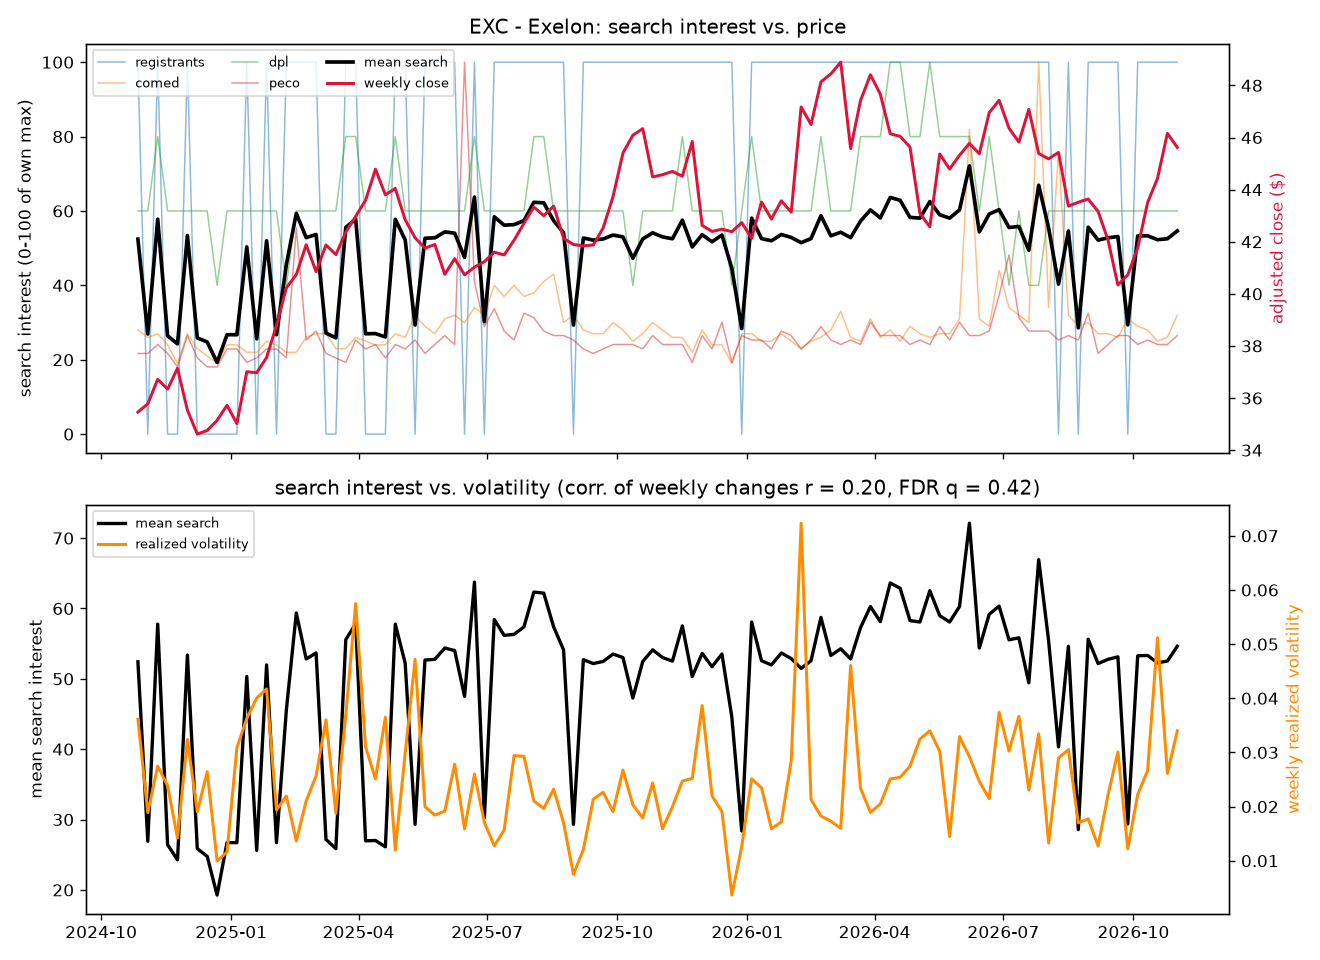 EXC - Exelon: search interest vs. price
registrants
comed
dpl
peco
mean search
weekly close
search interest (0-100 of own max)
100
80
60
40
20
0
adjusted close ($)
48
46
44
42
40
38
36
34
search interest vs. volatility (corr. of weekly changes r = 0.20, FDR q = 0.42)
mean search
realized volatility
mean search interest
70
60
50
40
30
20
weekly realized volatility
0.07
0.06
0.05
0.04
0.03
0.02
0.01
2024-10
2025-01
2025-04
2025-07
2025-10
2026-01
2026-04
2026-07
2026-10